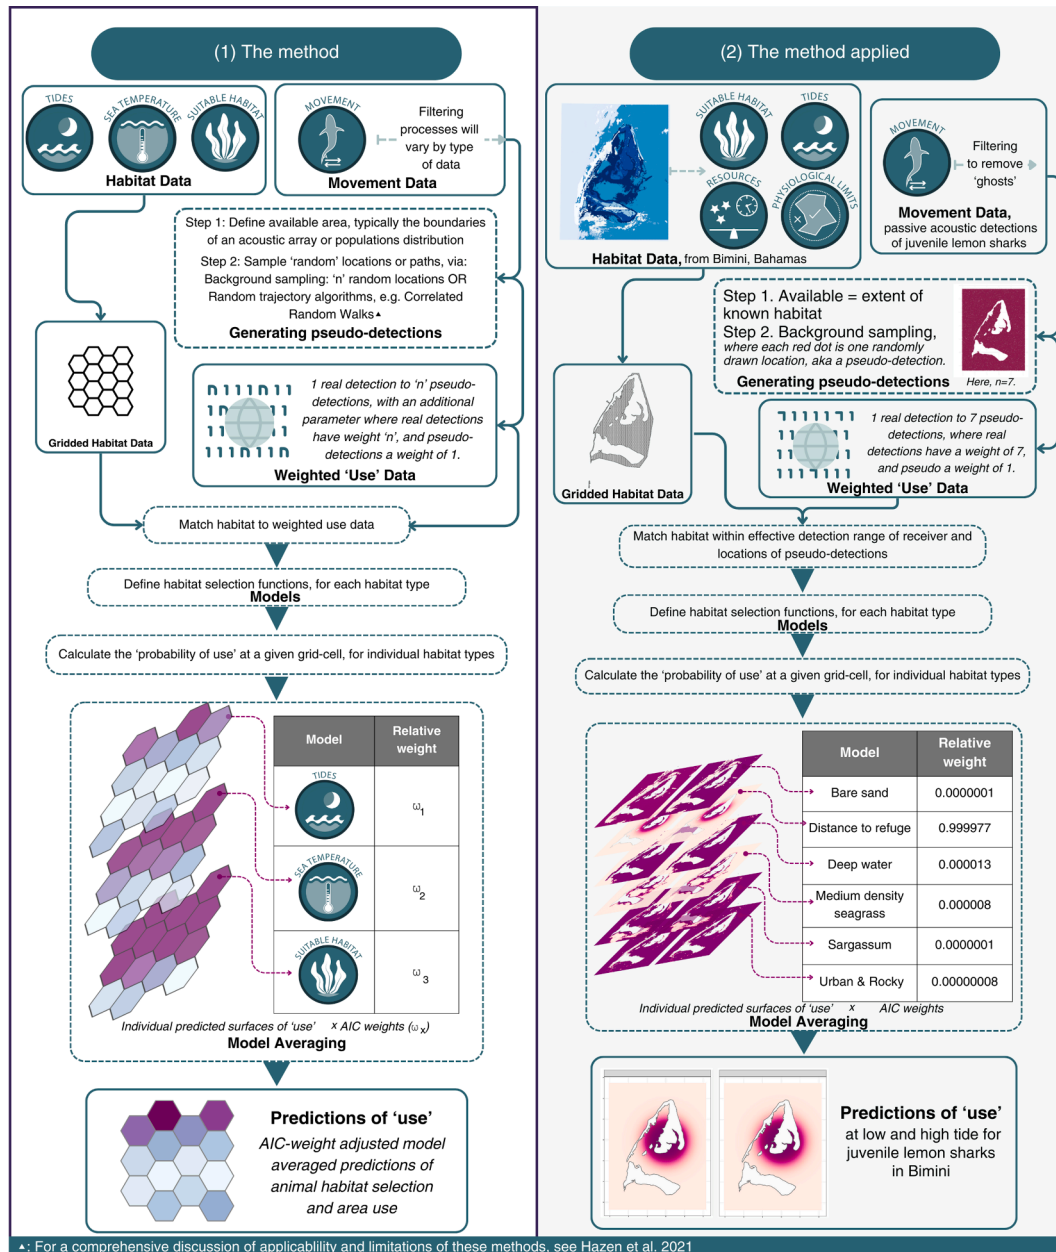 (1) The method
TIDES
SEA TEMPERATURE
SUITABLE HABITAT
Habitat Data
MOVEMENT
Filtering
processes will
vary by type
of data
Movement Data
Step 1: Define available area, typically the boundaries
of an acoustic array or populations distribution
Step 2: Sample ‘random’ locations or paths, via:
Background sampling: ‘n’ random locations OR
Random trajectory algorithms, e.g. Correlated
Random Walks▲
Generating pseudo-detections
Gridded Habitat Data
1 real detection to ‘n’ pseudo-
detections, with an additional
parameter where real detections
have weight ‘n’, and pseudo-
detections a weight of 1.
Weighted ‘Use’ Data
Match habitat to weighted use data
Define habitat selection functions, for each habitat type
Models
Calculate the ‘probability of use’ at a given grid-cell, for individual habitat types
Model
Relative
weight
TIDES
ω1
SEA TEMPERATURE
ω2
SUITABLE HABITAT
ω3
Individual predicted surfaces of ‘use’ x AIC weights (ωx)
Model Averaging
Predictions of ‘use’
AIC-weight adjusted model
averaged predictions of
animal habitat selection
and area use
(2) The method applied
SUITABLE HABITAT
TIDES
RESOURCES
PHYSIOLOGICAL LIMITS
Habitat Data, from Bimini, Bahamas
MOVEMENT
Filtering
to remove
‘ghosts’
Movement Data,
passive acoustic detections
of juvenile lemon sharks
Step 1. Available = extent of
known habitat
Step 2. Background sampling,
where each red dot is one randomly
drawn location, aka a pseudo-detection.
Generating pseudo-detections
Here, n=7.
Gridded Habitat Data
1 real detection to 7 pseudo-
detections, where real
detections have a weight of 7,
and pseudo a weight of 1.
Weighted ‘Use’ Data
Match habitat within effective detection range of receiver and
locations of pseudo-detections
Define habitat selection functions, for each habitat type
Models
Calculate the ‘probability of use’ at a given grid-cell, for individual habitat types
Model
Relative
weight
Bare sand
0.0000001
Distance to refuge
0.999977
Deep water
0.000013
Medium density
seagrass
0.000008
Sargassum
0.0000001
Urban & Rocky
0.00000008
Individual predicted surfaces of ‘use’ x AIC weights
Model Averaging
Predictions of ‘use’
at low and high tide for
juvenile lemon sharks
in Bimini
▲: For a comprehensive discussion of applicablility and limitations of these methods, see Hazen et al. 2021